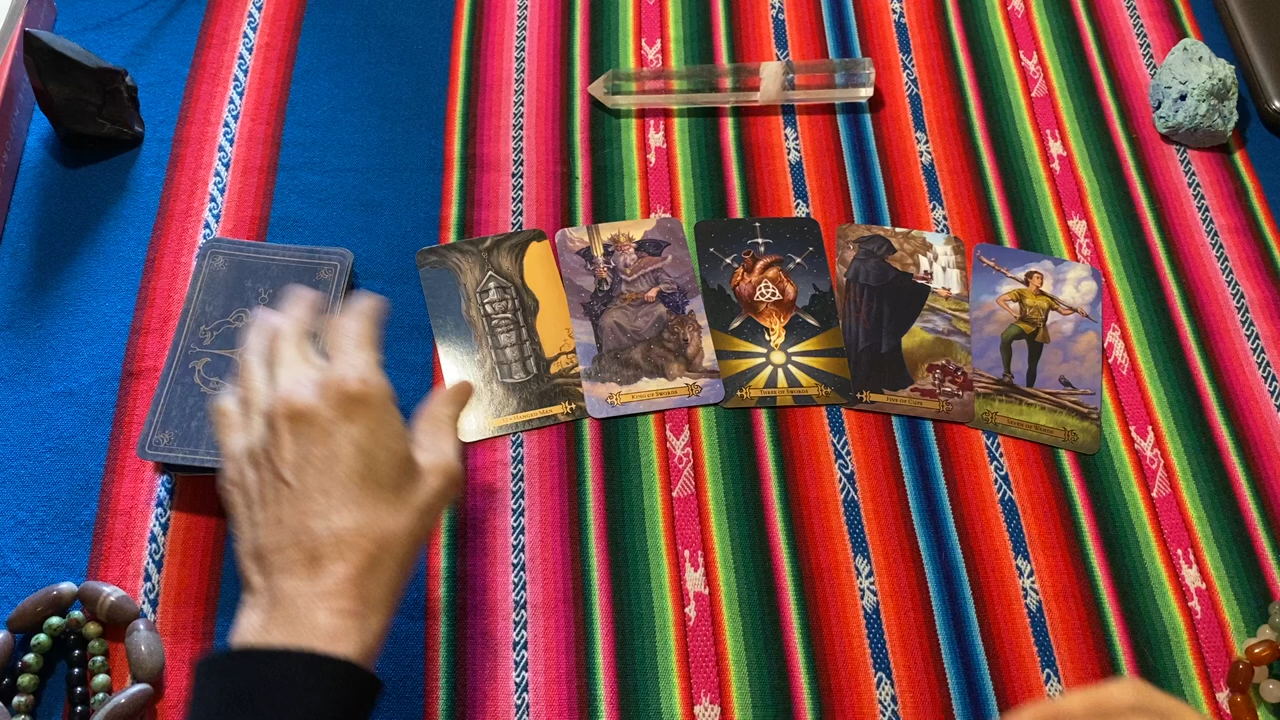 HANGED MAN
KING OF SWORDS
THREE OF SWORDS
FIVE OF CUPS
SEVEN OF WANDS